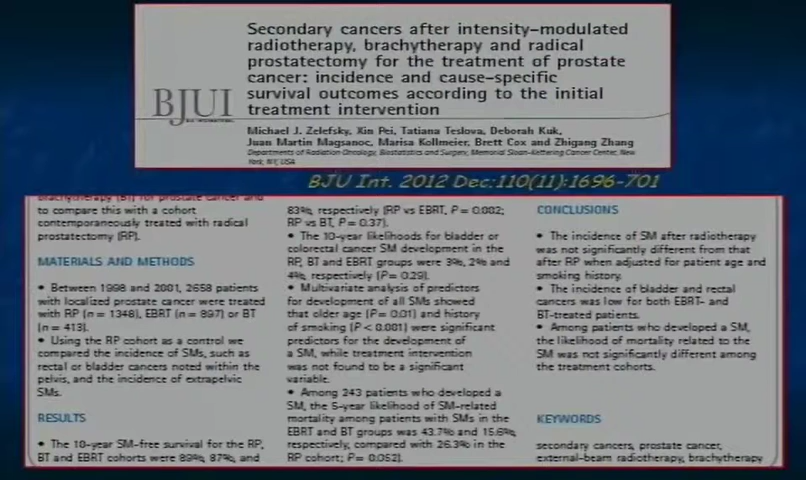 Secondary cancers after intensity-modulated
radiotherapy, brachytherapy and radical
prostatectomy for the treatment of prostate
cancer: incidence and cause-specific
survival outcomes according to the initial
treatment intervention
BJUI
Michael J. Zelefsky, Xin Pei, Tatiana Teslova, Deborah Kuk,
Juan Martin Magsanoc, Marisa Kollmeier, Brett Cox and Zhigang Zhang
Departments of Radiation Oncology, Biostatistics and Surgery, Memorial Sloan-Kettering Cancer Center, New
York, NY, USA
BJU Int. 2012 Dec;110(11):1696-701
brachytherapy (BT) for prostate cancer and
to compare this with a cohort
contemporaneously treated with radical
prostatectomy (RP).
MATERIALS AND METHODS
• Between 1998 and 2001, 2658 patients
with localized prostate cancer were treated
with RP (n = 1348), EBRT (n = 897) or BT
(n = 413).
• Using the RP cohort as a control we
compared the incidence of SMs, such as
rectal or bladder cancers noted within the
pelvis, and the incidence of extrapelvic
SMs.
RESULTS
• The 10-year SM-free survival for the RP,
BT and EBRT cohorts were 89%, 87%, and
83%, respectively (RP vs EBRT, P = 0.002;
RP vs BT, P = 0.37).
• The 10-year likelihoods for bladder or
colorectal cancer SM development in the
RP, BT and EBRT groups were 3%, 2% and
4%, respectively (P = 0.29).
• Multivariate analysis of predictors
for development of all SMs showed
that older age (P = 0.01) and history
of smoking (P < 0.001) were significant
predictors for the development of
a SM, while treatment intervention
was not found to be a significant
variable.
• Among 243 patients who developed a
SM, the 5-year likelihood of SM-related
mortality among patients with SMs in the
EBRT and BT groups was 43.7% and 15.6%,
respectively, compared with 26.3% in the
RP cohort; P = 0.052).
CONCLUSIONS
• The incidence of SM after radiotherapy
was not significantly different from that
after RP when adjusted for patient age and
smoking history.
• The incidence of bladder and rectal
cancers was low for both EBRT- and
BT-treated patients.
• Among patients who developed a SM,
the likelihood of mortality related to the
SM was not significantly different among
the treatment cohorts.
KEYWORDS
secondary cancers, prostate cancer,
external-beam radiotherapy, brachytherapy